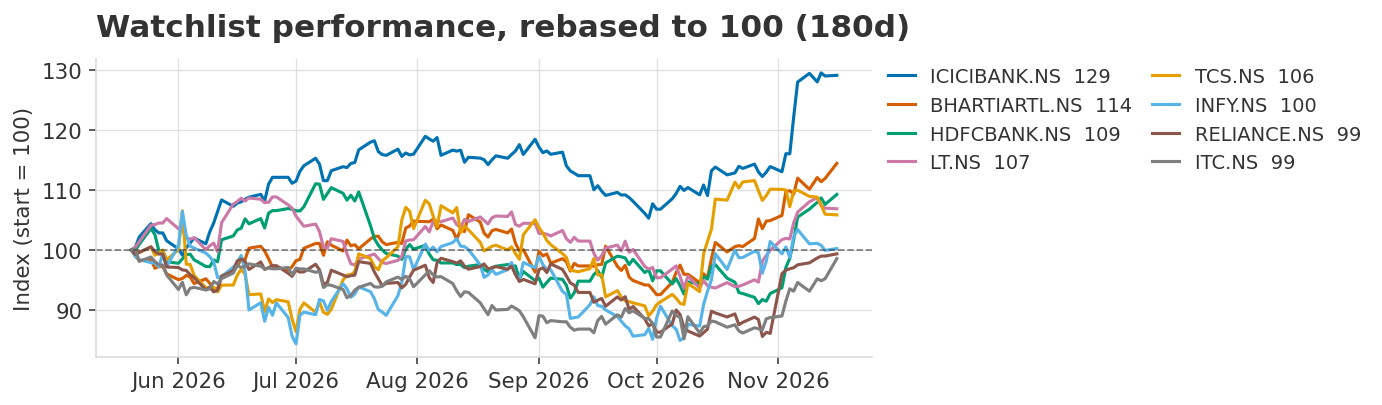 Watchlist performance, rebased to 100 (180d)
Index (start = 100)
130
120
110
100
90
Jun 2026
Jul 2026
Aug 2026
Sep 2026
Oct 2026
Nov 2026
ICICIBANK.NS 129
BHARTIARTL.NS 114
HDFCBANK.NS 109
LT.NS 107
TCS.NS 106
INFY.NS 100
RELIANCE.NS 99
ITC.NS 99